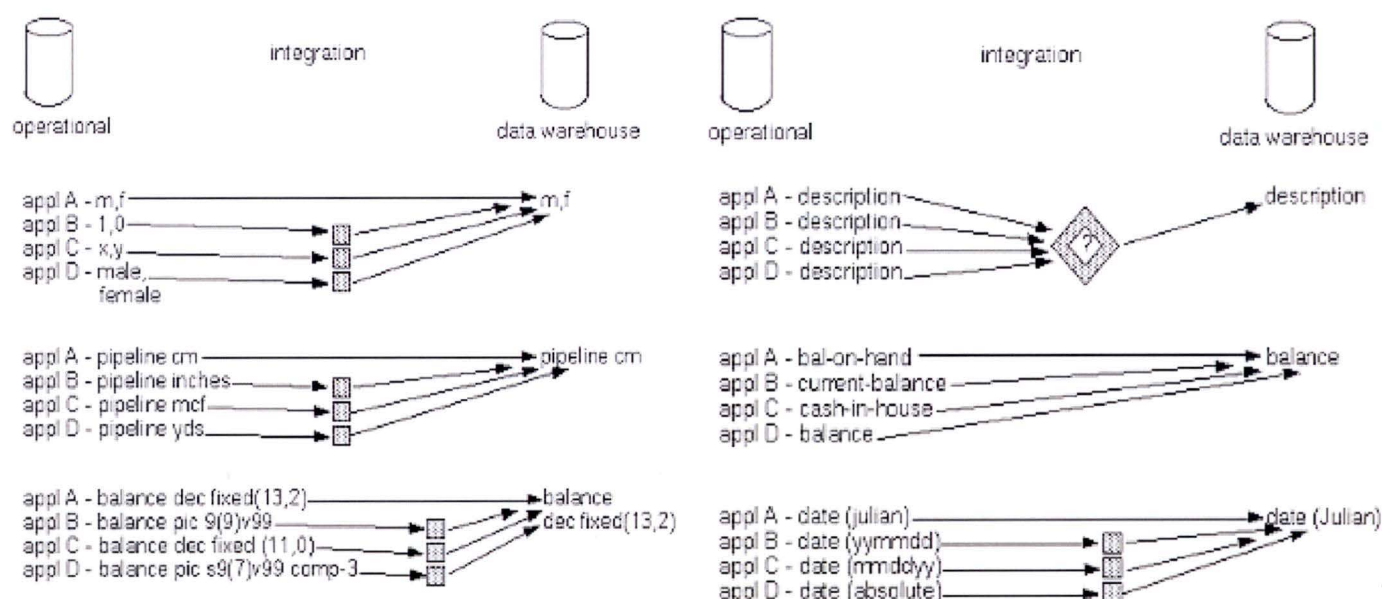 integration
operational
data warehouse
appl A - m,f
m,f
appl B - 1,0
appl C - x,y
appl D - male,
female
appl A - pipeline cm
pipeline cm
appl B - pipeline inches
appl C - pipeline mcf
appl D - pipeline yds
appl A - balance dec fixed(13,2)
balance
appl B - balance pic 9(9)v99
dec fixed(13,2)
appl C - balance dec fixed (11,0)
appl D - balance pic s9(7)v99 comp-3
integration
operational
data warehouse
appl A - description
description
appl B - description
?
appl C - description
appl D - description
appl A - bal-on-hand
balance
appl B - current-balance
appl C - cash-in-house
appl D - balance
appl A - date (julian)
date (Julian)
appl B - date (yymmdd)
appl C - date (mmddyy)
appl D - date (absolute)